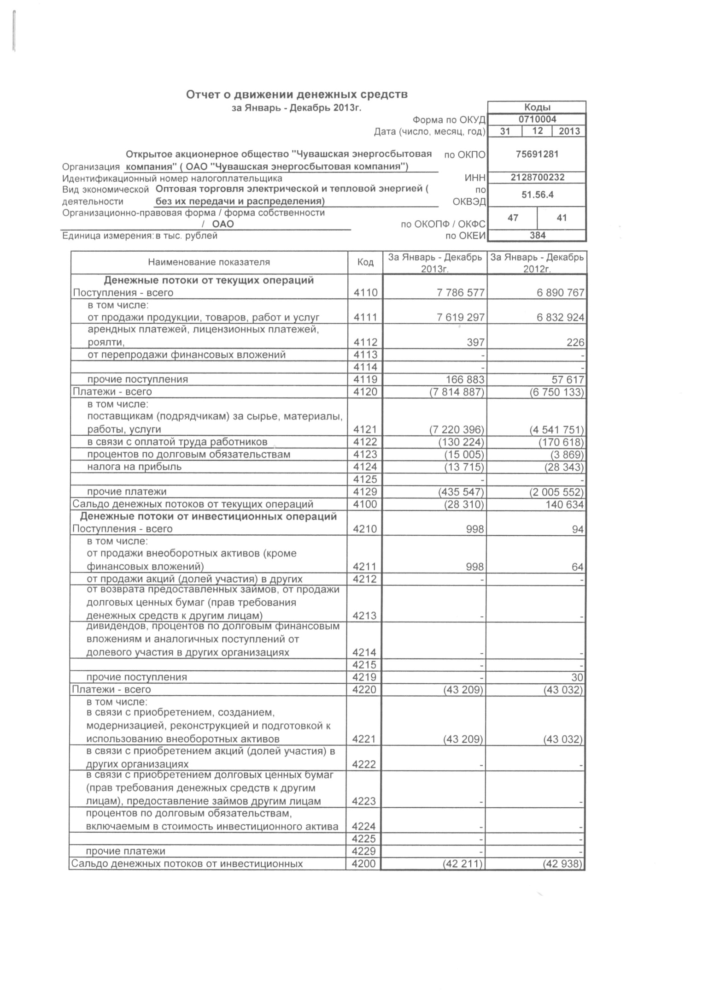 Отчет о движении денежных средств
за Январь - Декабрь 2013г.
Коды
Форма по ОКУД 0710004
Дата (число, месяц, год) 31 12 2013
Открытое акционерное общество "Чувашская энергосбытовая по ОКПО 75691281
Организация компания" ( ОАО "Чувашская энергосбытовая компания")
Идентификационный номер налогоплательщика ИНН 2128700232
Вид экономической Оптовая торговля электрической и тепловой энергией ( по 51.56.4
деятельности без их передачи и распределения) ОКВЭД
Организационно-правовая форма / форма собственности 47 41
/ ОАО по ОКОПФ / ОКФС
Единица измерения: в тыс. рублей по ОКЕИ 384
Наименование показателя Код За Январь - Декабрь За Январь - Декабрь
2013г. 2012г.
Денежные потоки от текущих операций
Поступления - всего 4110 7 786 577 6 890 767
в том числе:
от продажи продукции, товаров, работ и услуг 4111 7 619 297 6 832 924
арендных платежей, лицензионных платежей,
роялти, 4112 397 226
от перепродажи финансовых вложений 4113 - -
4114 - -
прочие поступления 4119 166 883 57 617
Платежи - всего 4120 (7 814 887) (6 750 133)
в том числе:
поставщикам (подрядчикам) за сырье, материалы,
работы, услуги 4121 (7 220 396) (4 541 751)
в связи с оплатой труда работников 4122 (130 224) (170 618)
процентов по долговым обязательствам 4123 (15 005) (3 869)
налога на прибыль 4124 (13 715) (28 343)
4125 - -
прочие платежи 4129 (435 547) (2 005 552)
Сальдо денежных потоков от текущих операций 4100 (28 310) 140 634
Денежные потоки от инвестиционных операций
Поступления - всего 4210 998 94
в том числе:
от продажи внеоборотных активов (кроме
финансовых вложений) 4211 998 64
от продажи акций (долей участия) в других 4212 - -
от возврата предоставленных займов, от продажи
долговых ценных бумаг (прав требования
денежных средств к другим лицам) 4213 - -
дивидендов, процентов по долговым финансовым
вложениям и аналогичных поступлений от
долевого участия в других организациях 4214 - -
4215 - -
прочие поступления 4219 - 30
Платежи - всего 4220 (43 209) (43 032)
в том числе:
в связи с приобретением, созданием,
модернизацией, реконструкцией и подготовкой к
использованию внеоборотных активов 4221 (43 209) (43 032)
в связи с приобретением акций (долей участия) в
других организациях 4222 - -
в связи с приобретением долговых ценных бумаг
(прав требования денежных средств к другим
лицам), предоставление займов другим лицам 4223 - -
процентов по долговым обязательствам,
включаемым в стоимость инвестиционного актива 4224 - -
4225 - -
прочие платежи 4229 - -
Сальдо денежных потоков от инвестиционных 4200 (42 211) (42 938)